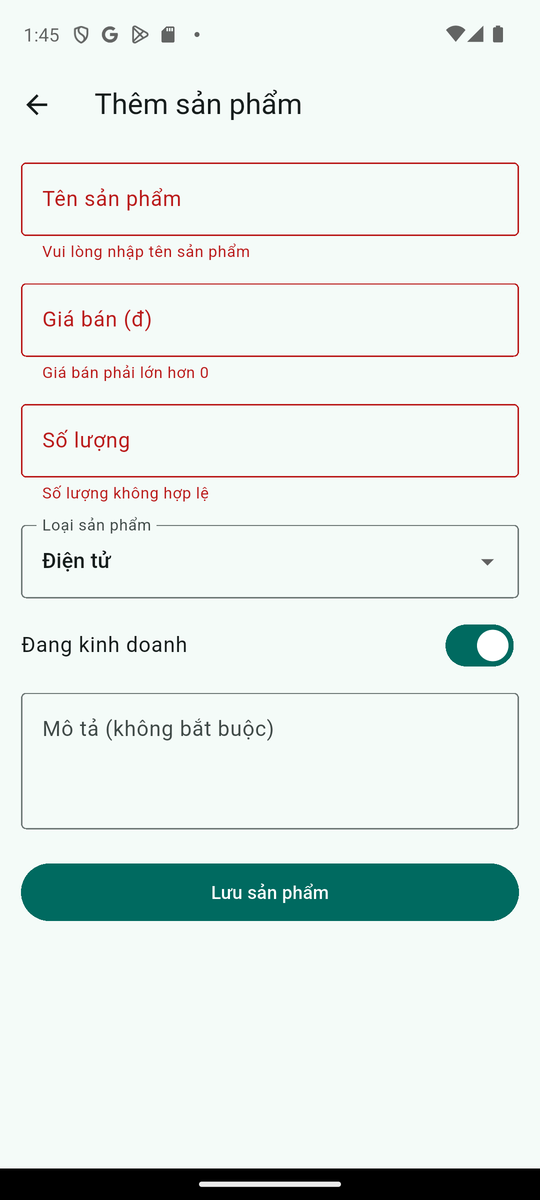 1:45
Thêm sản phẩm
Tên sản phẩm
Vui lòng nhập tên sản phẩm
Giá bán (đ)
Giá bán phải lớn hơn 0
Số lượng
Số lượng không hợp lệ
Loại sản phẩm
Điện tử
Đang kinh doanh
Mô tả (không bắt buộc)
Lưu sản phẩm